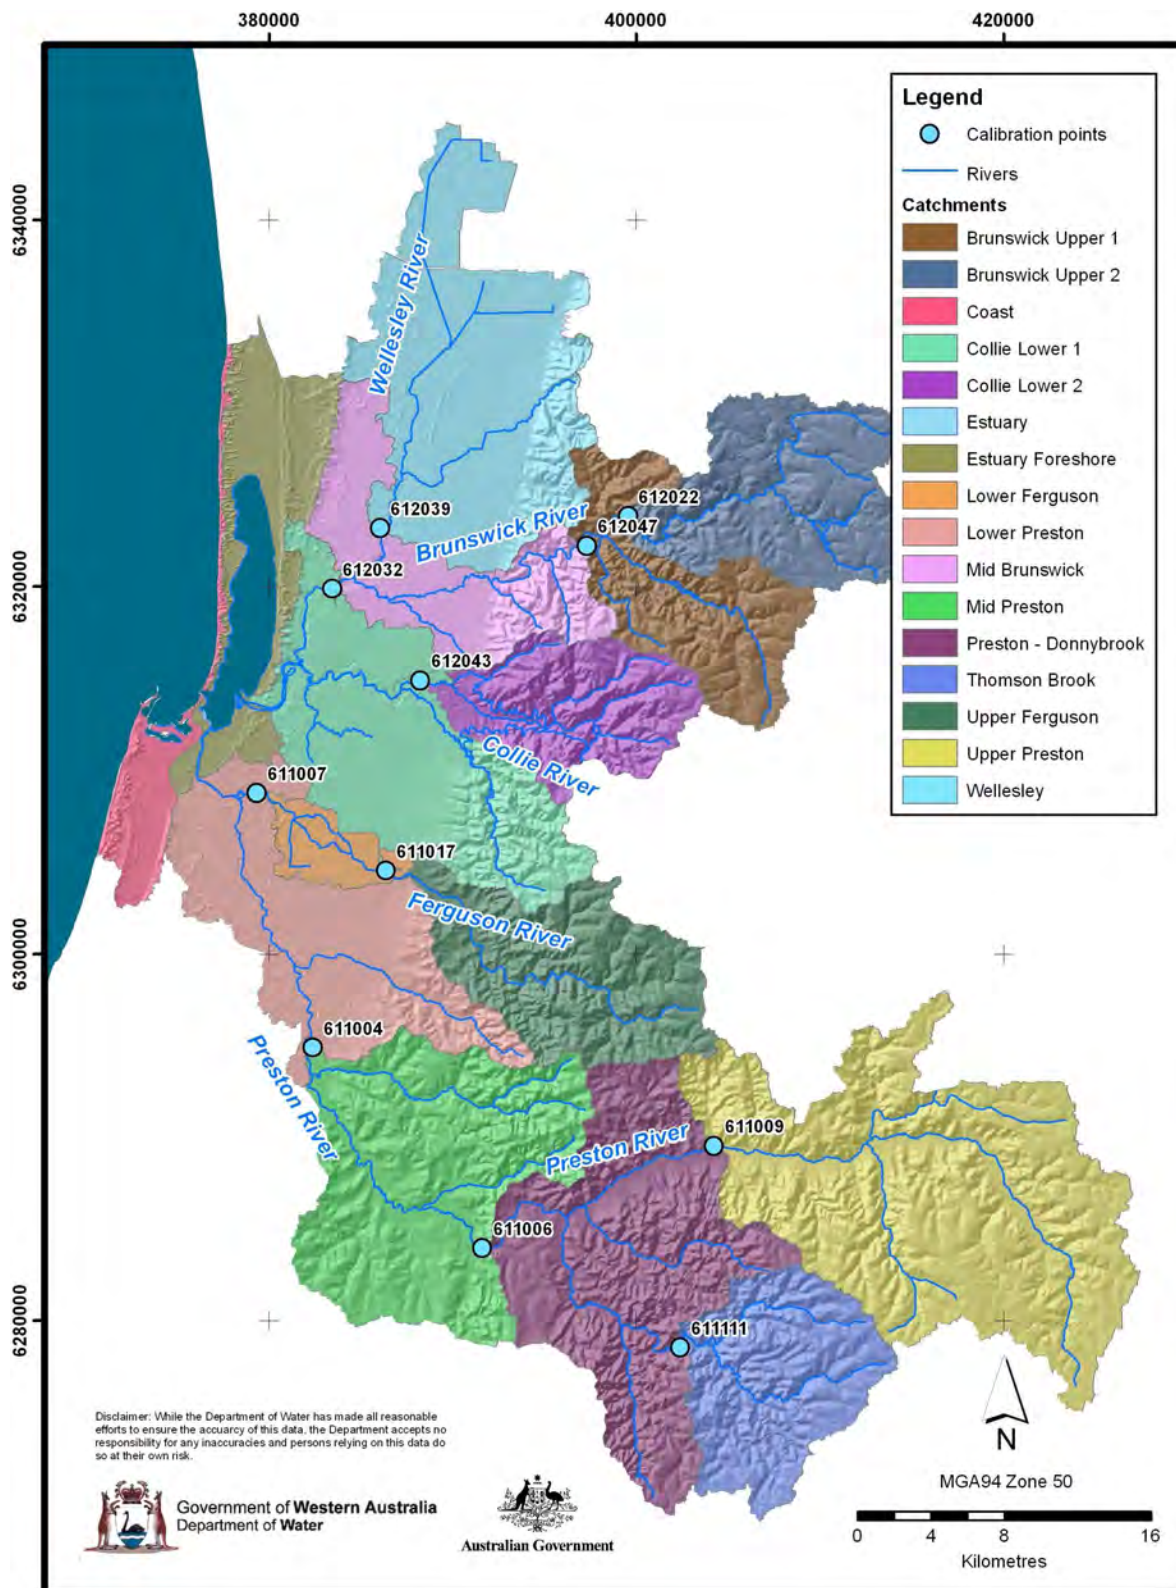 380000
400000
420000
6340000
6320000
6300000
6280000
Legend
Calibration points
Rivers
Catchments
Brunswick Upper 1
Brunswick Upper 2
Coast
Collie Lower 1
Collie Lower 2
Estuary
Estuary Foreshore
Lower Ferguson
Lower Preston
Mid Brunswick
Mid Preston
Preston - Donnybrook
Thomson Brook
Upper Ferguson
Upper Preston
Wellesley
Wellesley River
612039
Brunswick River
612022
612047
612032
612043
Collie River
611007
611017
Ferguson River
611004
Preston River
Preston River
611009
611006
611111
Disclaimer: While the Department of Water has made all reasonable
efforts to ensure the accuarcy of this data, the Department accepts no
responsibility for any inaccuracies and persons relying on this data do
so at their own risk.
Government of Western Australia
Department of Water
Australian Government
N
MGA94 Zone 50
0 4 8 16
Kilometres